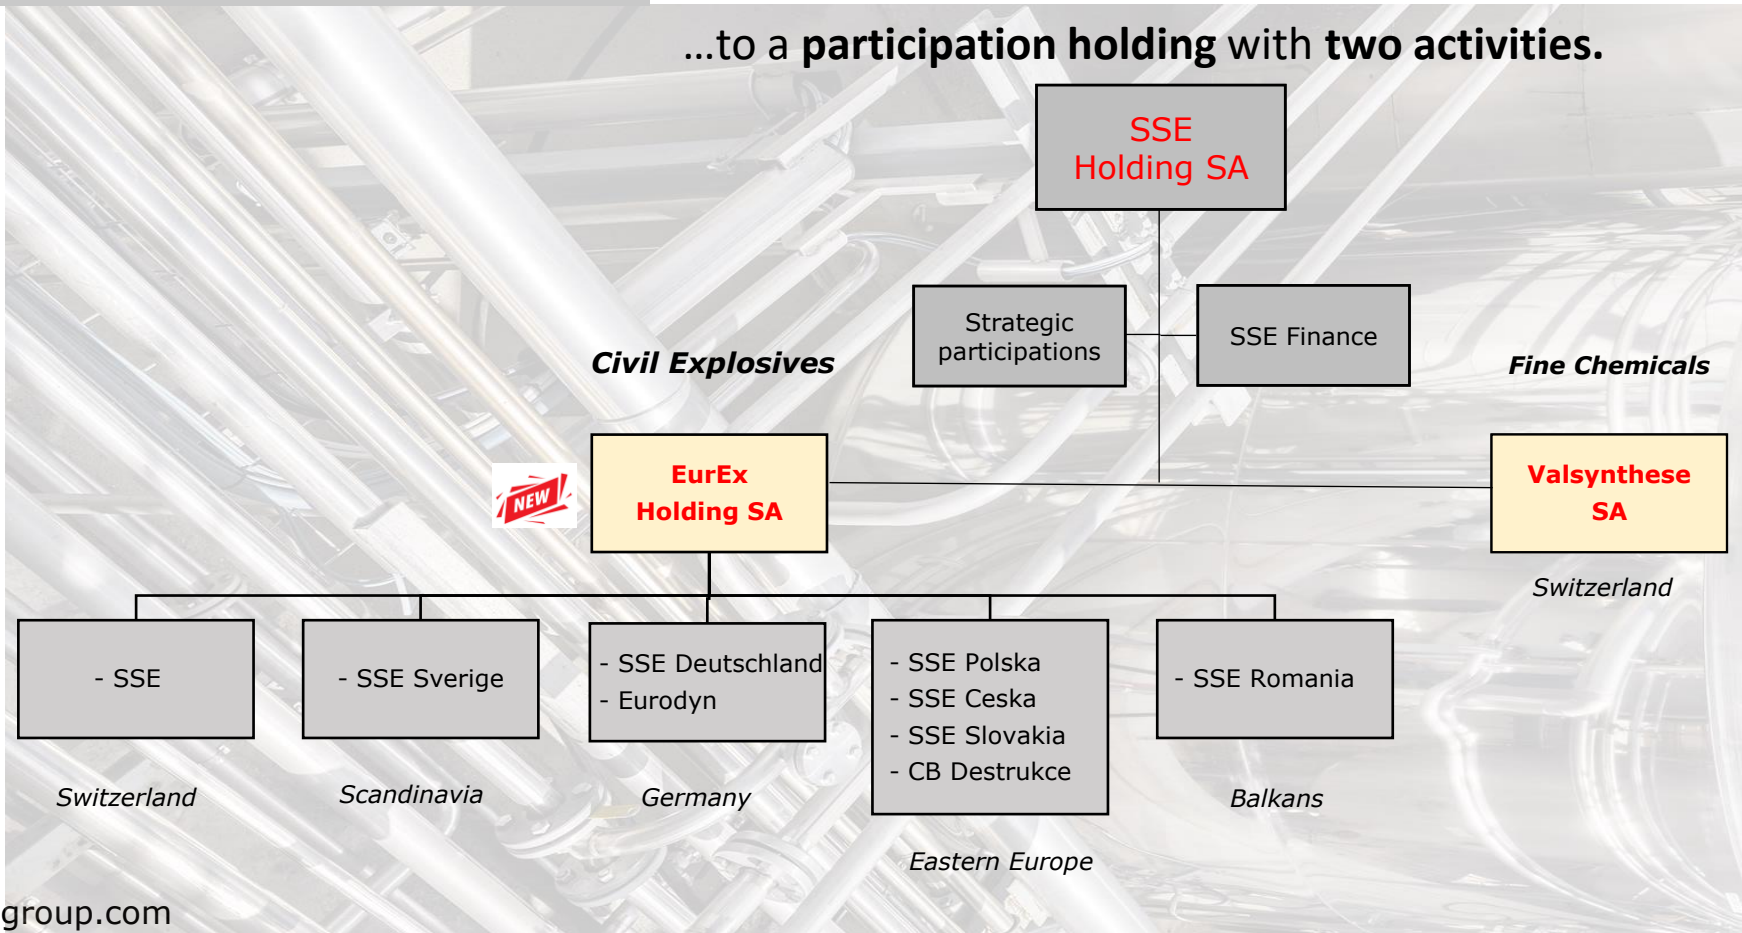 ...to a participation holding with two activities.
SSE
Holding SA
Strategic
participations
SSE Finance
Civil Explosives
Fine Chemicals
NEW
EurEx
Holding SA
Valsynthese
SA
Switzerland
- SSE
- SSE Sverige
- SSE Deutschland
- Eurodyn
- SSE Polska
- SSE Ceska
- SSE Slovakia
- CB Destrukce
- SSE Romania
Switzerland
Scandinavia
Germany
Balkans
Eastern Europe
group.com